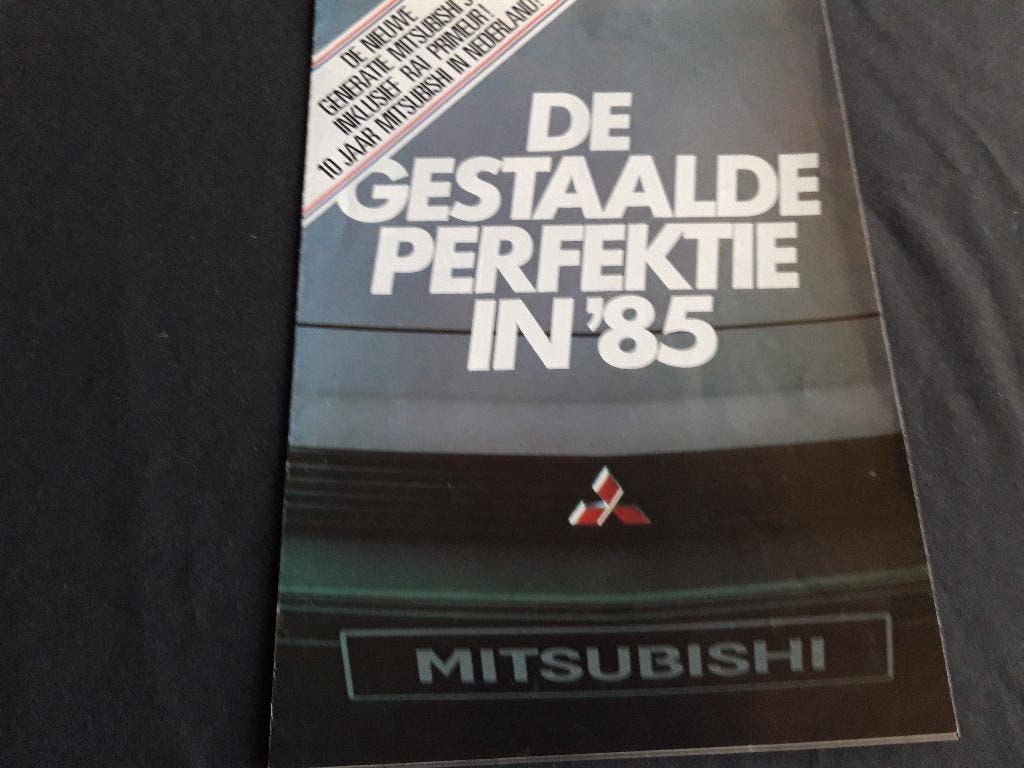 DE NIEUWE
GENERATIE MITSUBISHI'S
INKLUSIEF RAI PRIMEUR!
10 JAAR MITSUBISHI IN NEDERLAND!
DE
GESTAALDE
PERFEKTIE
IN '85
MITSUBISHI